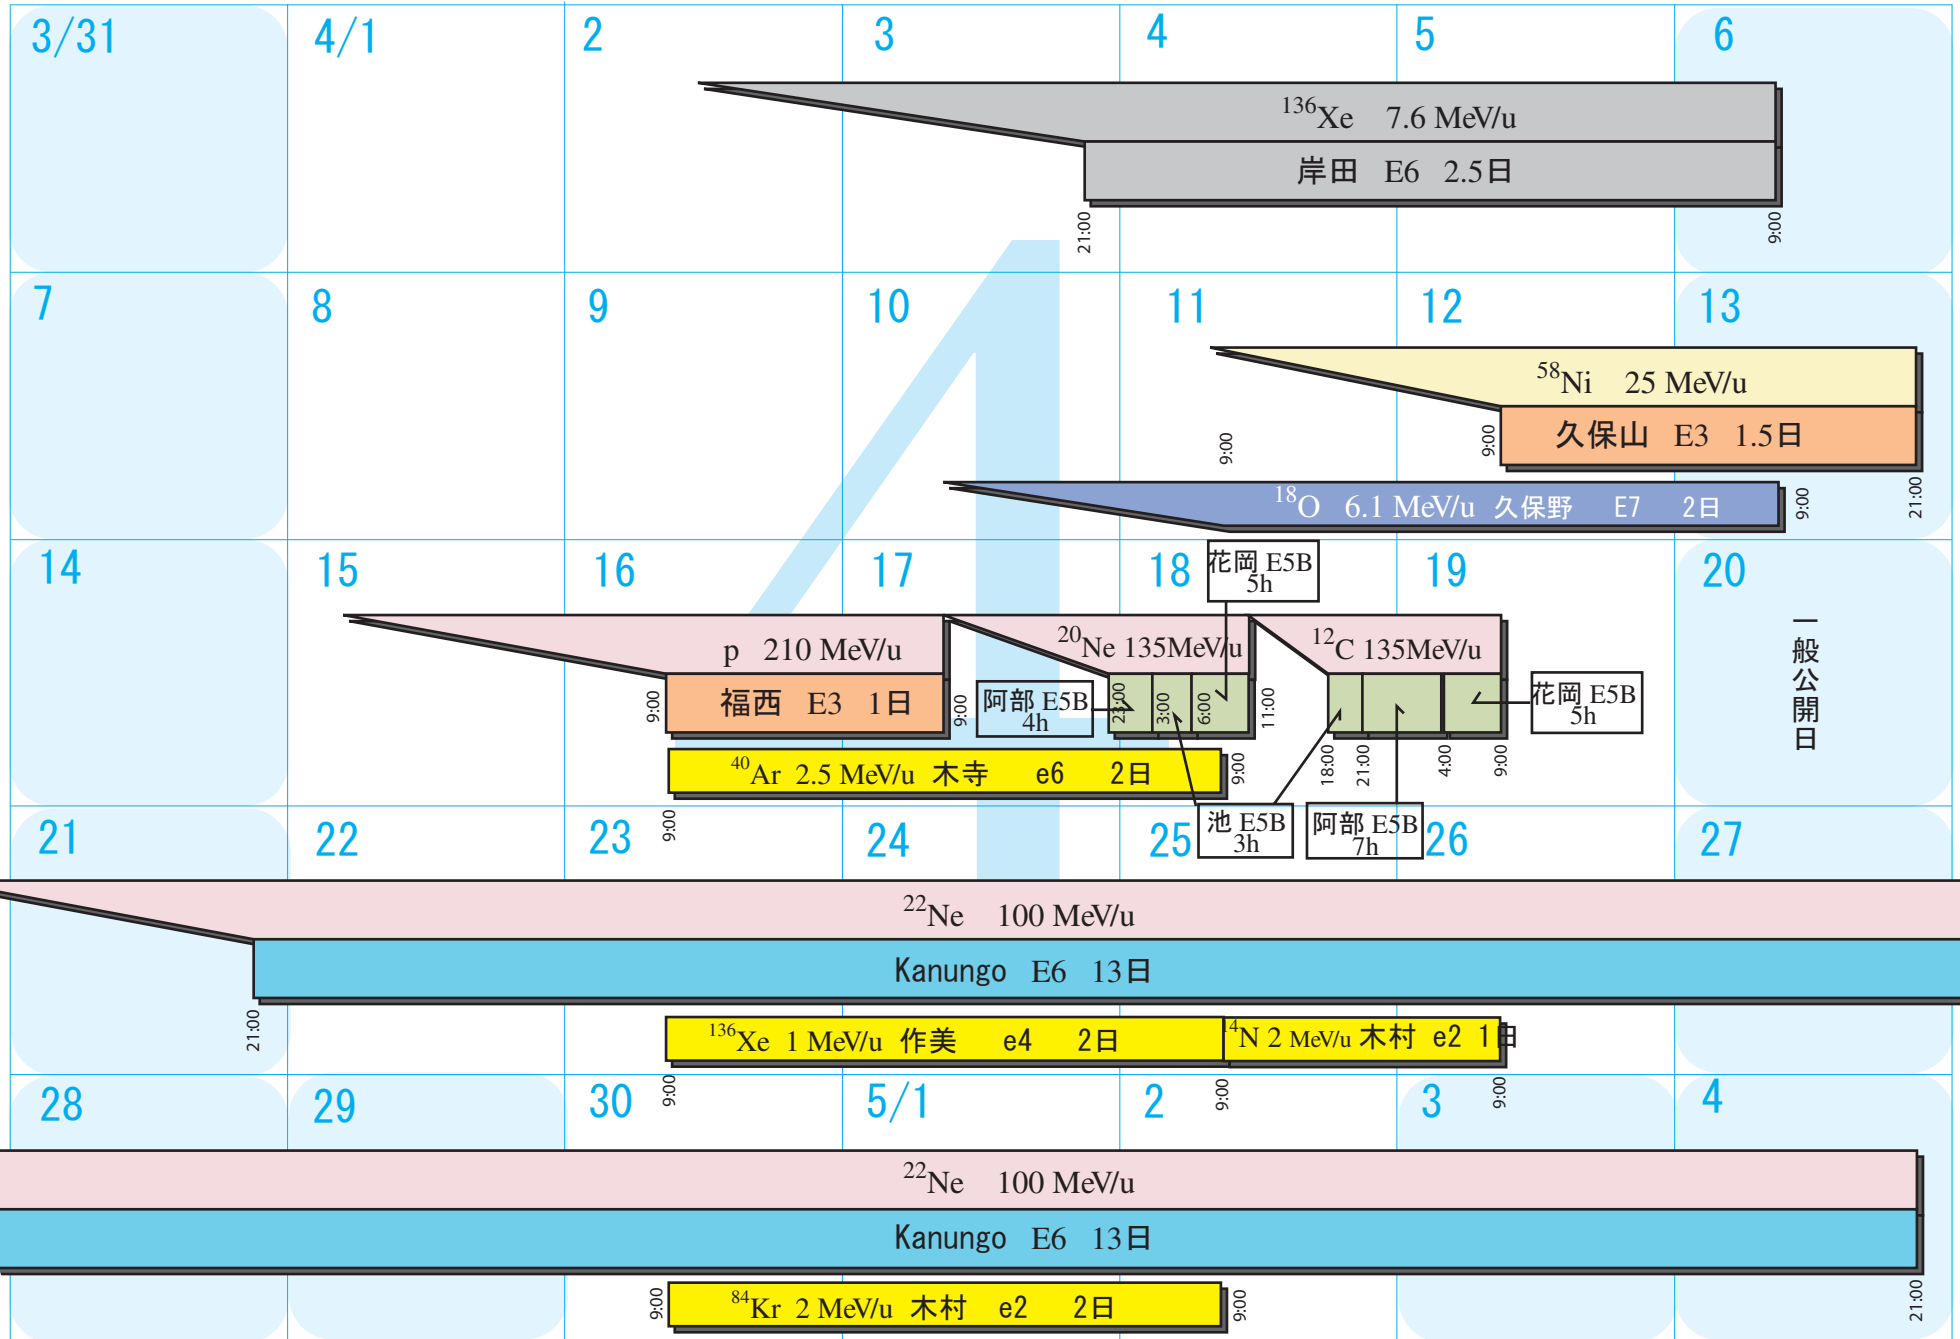 3/31 4/1 2 3 4 5 6
¹³⁶Xe 7.6 MeV/u
岸田 E6 2.5日
21:00 9:00
7 8 9 10 11 12 13
⁵⁸Ni 25 MeV/u
9:00 9:00 久保山 E3 1.5日
¹⁸O 6.1 MeV/u 久保野 E7 2日 9:00 21:00
14 15 16 17 18 19 20
花岡 E5B
5h
p 210 MeV/u ²⁰Ne 135MeV/u ¹²C 135MeV/u
一般公開日
9:00 福西 E3 1日 9:00
阿部 E5B
4h
23:00 3:00 6:00 11:00
花岡 E5B
5h
18:00 21:00 4:00 9:00
⁴⁰Ar 2.5 MeV/u 木寺 e6 2日 9:00
9:00
池 E5B
3h
阿部 E5B
7h
21 22 23 24 25 26 27
²²Ne 100 MeV/u
Kanungo E6 13日
21:00
¹³⁶Xe 1 MeV/u 作美 e4 2日 ¹⁴N 2 MeV/u 木村 e2 1日
9:00 9:00 9:00
28 29 30 5/1 2 3 4
²²Ne 100 MeV/u
Kanungo E6 13日
9:00 ⁸⁴Kr 2 MeV/u 木村 e2 2日 9:00 21:00
4